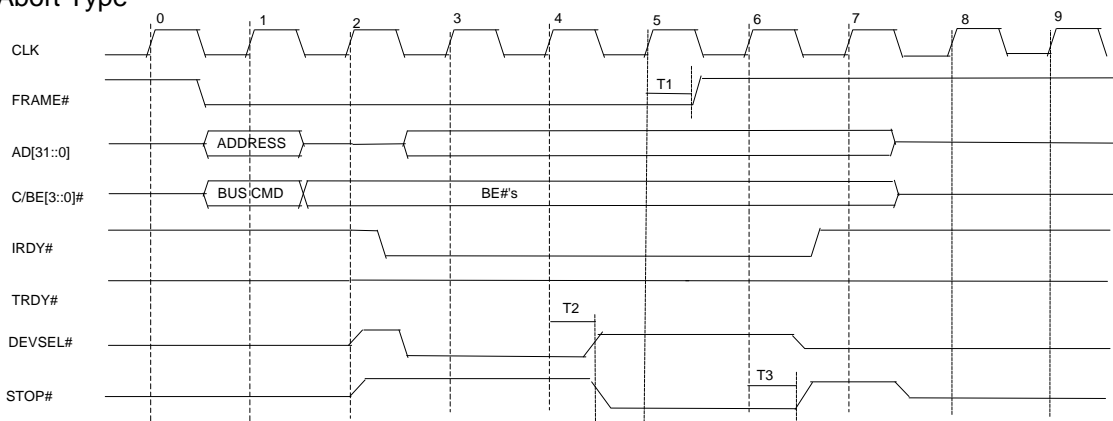 Abort Type
0 1 2 3 4 5 6 7 8 9
CLK
T1
FRAME#
ADDRESS
AD[31::0]
BUS CMD BE#'s
C/BE[3::0]#
IRDY#
TRDY#
T2
DEVSEL#
T3
STOP#